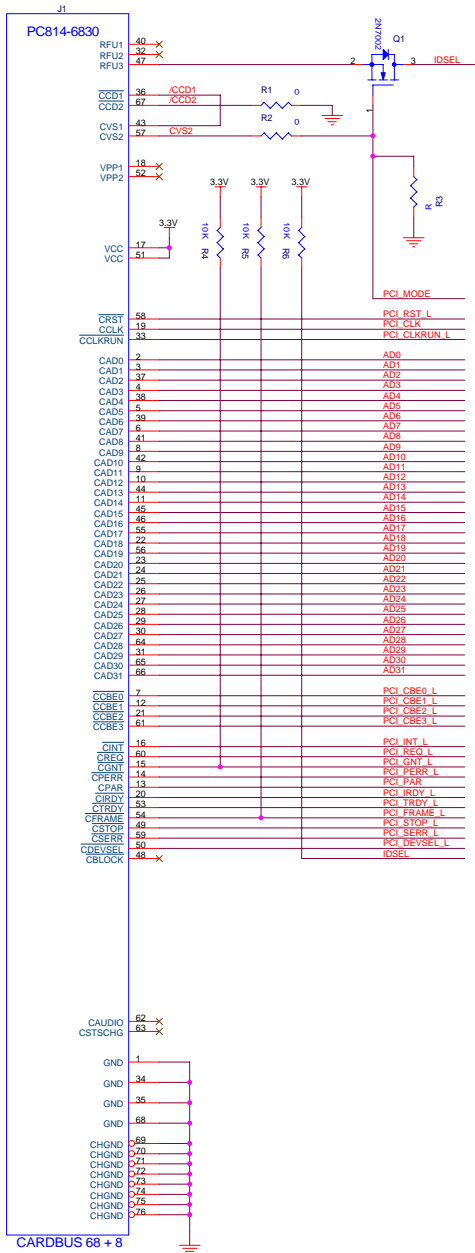 J1
PC814-6830
RFU1 40
RFU2 32
RFU3 47
2N7002
Q1
2 3 IDSEL
1
CCD1 36 /CCD1
CCD2 67 /CCD2
R1 0
CVS1 43
R2 0
CVS2 57 CVS2
VPP1 18
VPP2 52
3.3V 3.3V 3.3V
R R3
3.3V
10K R4 10K R5 10K R6
VCC 17
VCC 51
PCI_MODE
CRST 58 PCI_RST_L
CCLK 19 PCI_CLK
CCLKRUN 33 PCI_CLKRUN_L
CAD0 2 AD0
CAD1 3 AD1
CAD2 37 AD2
CAD3 4 AD3
CAD4 38 AD4
CAD5 5 AD5
CAD6 39 AD6
CAD7 6 AD7
CAD8 41 AD8
CAD9 8 AD9
CAD10 42 AD10
CAD11 9 AD11
CAD12 10 AD12
CAD13 44 AD13
CAD14 11 AD14
CAD15 45 AD15
CAD16 46 AD16
CAD17 55 AD17
CAD18 22 AD18
CAD19 56 AD19
CAD20 23 AD20
CAD21 24 AD21
CAD22 25 AD22
CAD23 26 AD23
CAD24 27 AD24
CAD25 28 AD25
CAD26 29 AD26
CAD27 30 AD27
CAD28 64 AD28
CAD29 31 AD29
CAD30 65 AD30
CAD31 66 AD31
CCBE0 7 PCI_CBE0_L
CCBE1 12 PCI_CBE1_L
CCBE2 21 PCI_CBE2_L
CCBE3 61 PCI_CBE3_L
CINT 16 PCI_INT_L
CREQ 60 PCI_REQ_L
CGNT 15 PCI_GNT_L
CPERR 14 PCI_PERR_L
CPAR 13 PCI_PAR
CIRDY 20 PCI_IRDY_L
CTRDY 53 PCI_TRDY_L
CFRAME 54 PCI_FRAME_L
CSTOP 49 PCI_STOP_L
CSERR 59 PCI_SERR_L
CDEVSEL 50 PCI_DEVSEL_L
CBLOCK 48 IDSEL
CAUDIO 62
CSTSCHG 63
GND 1
GND 34
GND 35
GND 68
CHGND 69
CHGND 70
CHGND 71
CHGND 72
CHGND 73
CHGND 74
CHGND 75
CHGND 76
CARDBUS 68 + 8